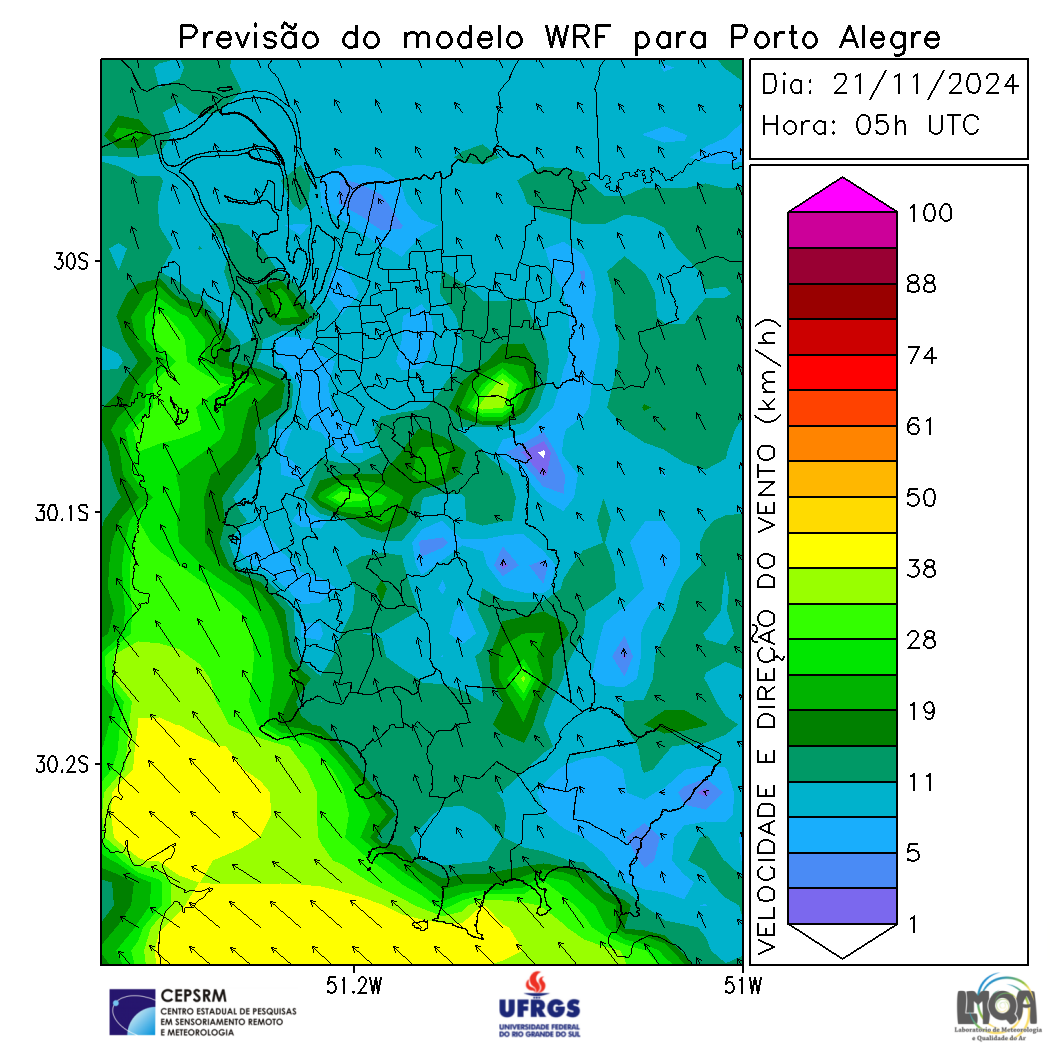 Previsão do modelo WRF para Porto Alegre
Dia: 21/11/2024
Hora: 05h UTC
30S
30.1S
30.2S
51.2W
51W
VELOCIDADE E DIREÇÃO DO VENTO (km/h)
100
88
74
61
50
38
28
19
11
5
1
CEPSRM
CENTRO ESTADUAL DE PESQUISAS
EM SENSORIAMENTO REMOTO
E METEOROLOGIA
UFRGS
UNIVERSIDADE FEDERAL
DO RIO GRANDE DO SUL
LMQA
Laboratório de Meteorologia
e Qualidade do Ar